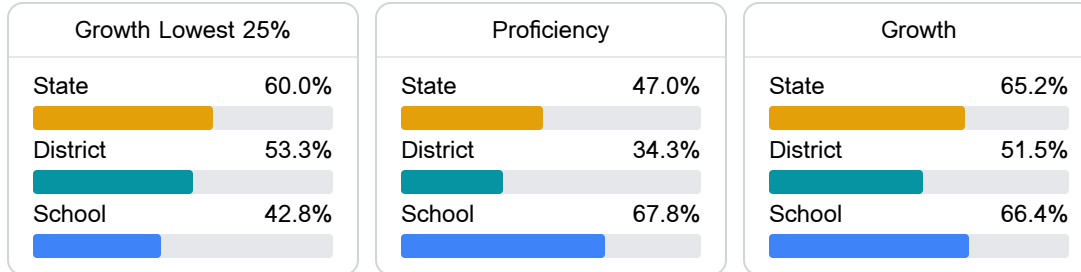 Growth Lowest 25%
State 60.0%
District 53.3%
School 42.8%
Proficiency
State 47.0%
District 34.3%
School 67.8%
Growth
State 65.2%
District 51.5%
School 66.4%